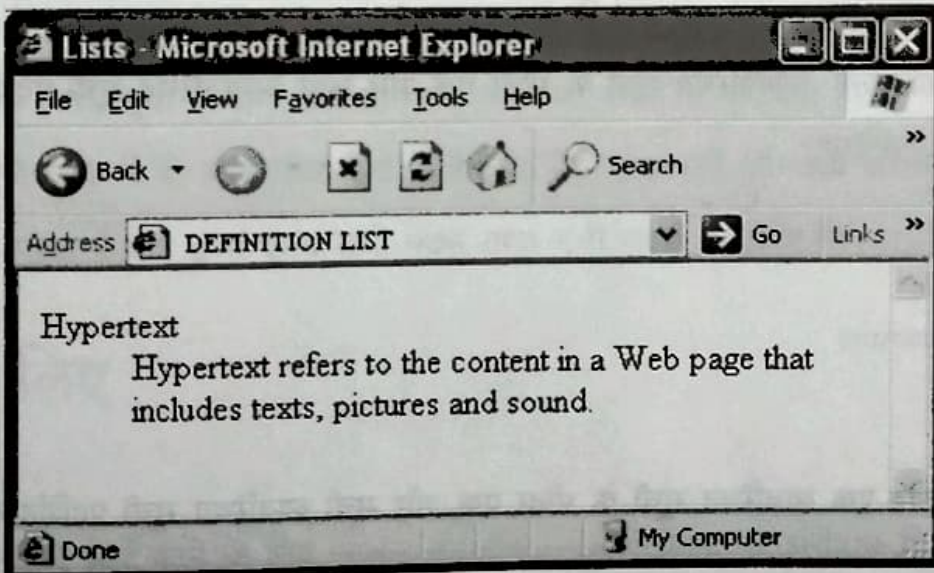 Lists - Microsoft Internet Explorer
File Edit View Favorites Tools Help
Back Search
Address DEFINITION LIST Go Links
Hypertext
Hypertext refers to the content in a Web page that
includes texts, pictures and sound.
Done My Computer